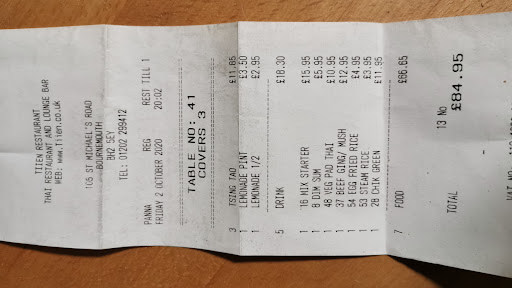 TIIEN RESTAURANT
THAI RESTAURANT AND LOUNGE BAR
WEB: www.tiien.co.uk
105 ST MICHAEL'S ROAD
BOURNEMOUTH
BH2 5EY
TEL: 01202 299412
PANNA REG REST TILL 1
FRIDAY 2 OCTOBER 2020 20:02
TABLE NO: 41
COVERS 3
3 TSING TAO £11.85
1 LEMONADE PINT £3.50
1 LEMONADE 1/2 £2.95
5 DRINK £18.30
1 16 MIX STARTER £15.95
1 8 DIM SUM £5.95
1 48 VEG PAD THAI £10.95
1 37 BEEF GING/ MUSH £12.95
1 54 EGG FRIED RICE £4.95
1 53 STEAM RICE £3.95
1 28 CHIK GREEN £11.95
7 FOOD £66.65
13 No
TOTAL £84.95